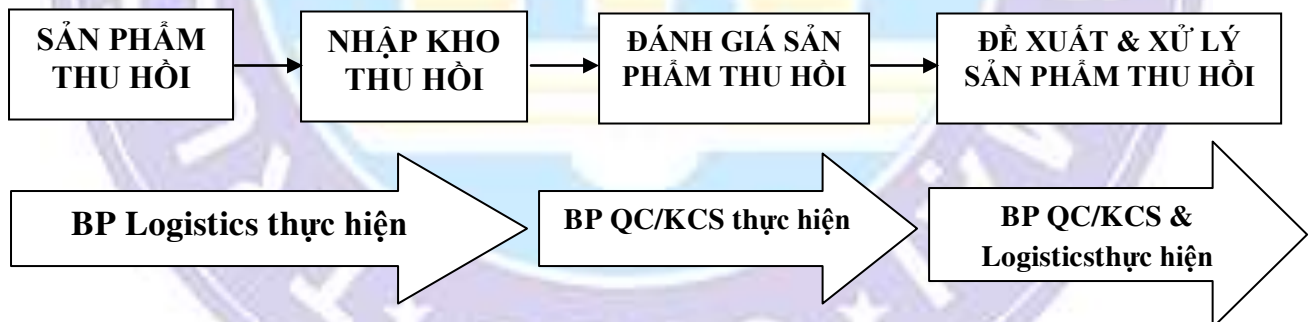 SẢN PHẨM
THU HỒI
NHẬP KHO
THU HỒI
ĐÁNH GIÁ SẢN
PHẨM THU HỒI
ĐỀ XUẤT & XỬ LÝ
SẢN PHẨM THU HỒI
BP Logistics thực hiện
BP QC/KCS thực hiện
BP QC/KCS &
Logisticsthực hiện